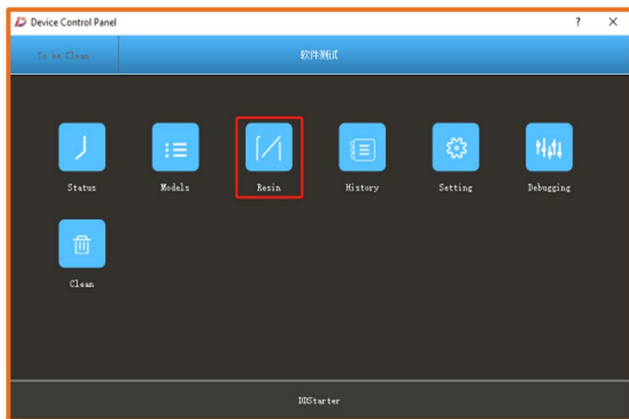 Device Control Panel
To be Clean
软件测试
Status
Models
Resin
History
Setting
Debugging
Clean
DDStarter